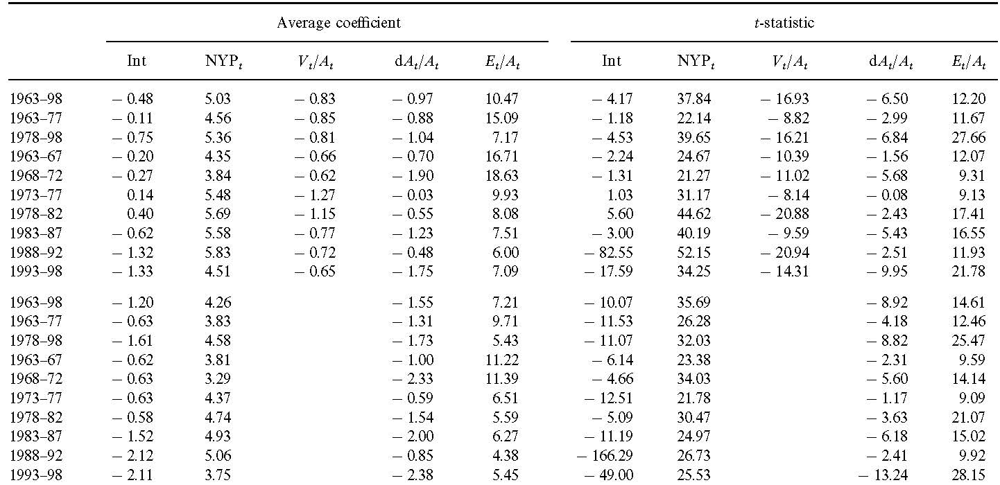 Average coefficient t-statistic
Int NYPt Vt/At dAt/At Et/At Int NYPt Vt/At dAt/At Et/At
1963–98 − 0.48 5.03 − 0.83 − 0.97 10.47 − 4.17 37.84 − 16.93 − 6.50 12.20
1963–77 − 0.11 4.56 − 0.85 − 0.88 15.09 − 1.18 22.14 − 8.82 − 2.99 11.67
1978–98 − 0.75 5.36 − 0.81 − 1.04 7.17 − 4.53 39.65 − 16.21 − 6.84 27.66
1963–67 − 0.20 4.35 − 0.66 − 0.70 16.71 − 2.24 24.67 − 10.39 − 1.56 12.07
1968–72 − 0.27 3.84 − 0.62 − 1.90 18.63 − 1.31 21.27 − 11.02 − 5.68 9.31
1973–77 0.14 5.48 − 1.27 − 0.03 9.93 1.03 31.17 − 8.14 − 0.08 9.13
1978–82 0.40 5.69 − 1.15 − 0.55 8.08 5.60 44.62 − 20.88 − 2.43 17.41
1983–87 − 0.62 5.58 − 0.77 − 1.23 7.51 − 3.00 40.19 − 9.59 − 5.43 16.55
1988–92 − 1.32 5.83 − 0.72 − 0.48 6.00 − 82.55 52.15 − 20.94 − 2.51 11.93
1993–98 − 1.33 4.51 − 0.65 − 1.75 7.09 − 17.59 34.25 − 14.31 − 9.95 21.78
1963–98 − 1.20 4.26 − 1.55 7.21 − 10.07 35.69 − 8.92 14.61
1963–77 − 0.63 3.83 − 1.31 9.71 − 11.53 26.28 − 4.18 12.46
1978–98 − 1.61 4.58 − 1.73 5.43 − 11.07 32.03 − 8.82 25.47
1963–67 − 0.62 3.81 − 1.00 11.22 − 6.14 23.38 − 2.31 9.59
1968–72 − 0.63 3.29 − 2.33 11.39 − 4.66 34.03 − 5.60 14.14
1973–77 − 0.63 4.37 − 0.59 6.51 − 12.51 21.78 − 1.17 9.09
1978–82 − 0.58 4.74 − 1.54 5.59 − 5.09 30.47 − 3.63 21.07
1983–87 − 1.52 4.93 − 2.00 6.27 − 11.19 24.97 − 6.18 15.02
1988–92 − 2.12 5.06 − 0.85 4.38 − 166.29 26.73 − 2.41 9.92
1993–98 − 2.11 3.75 − 2.38 5.45 − 49.00 25.53 − 13.24 28.15